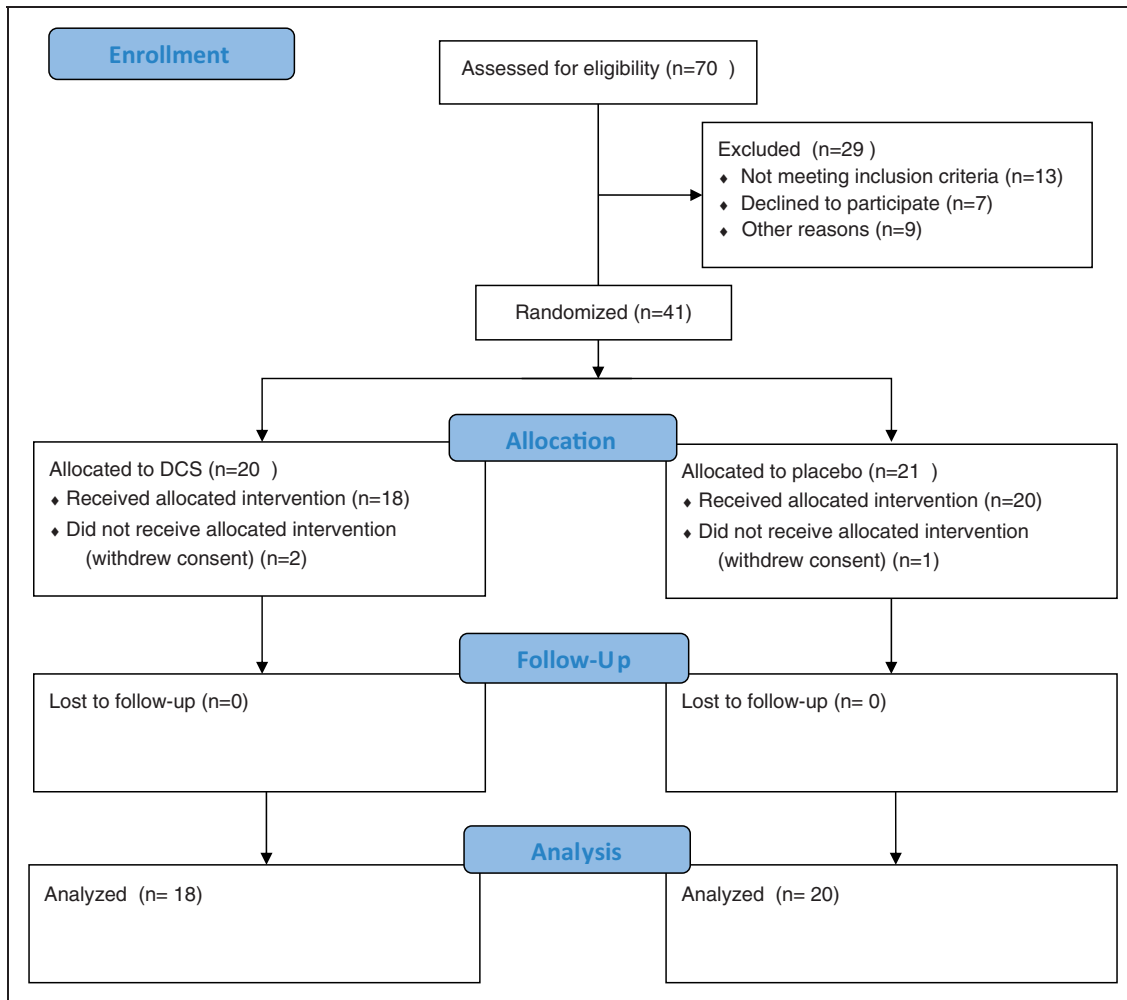 Enrollment
Assessed for eligibility (n=70 )
Excluded (n=29 )
♦ Not meeting inclusion criteria (n=13)
♦ Declined to participate (n=7)
♦ Other reasons (n=9)
Randomized (n=41)
Allocation
Allocated to DCS (n=20 )
♦ Received allocated intervention (n=18)
♦ Did not receive allocated intervention
(withdrew consent) (n=2)
Allocated to placebo (n=21 )
♦ Received allocated intervention (n=20)
♦ Did not receive allocated intervention
(withdrew consent) (n=1)
Follow-Up
Lost to follow-up (n=0)
Lost to follow-up (n= 0)
Analysis
Analyzed (n= 18)
Analyzed (n= 20)